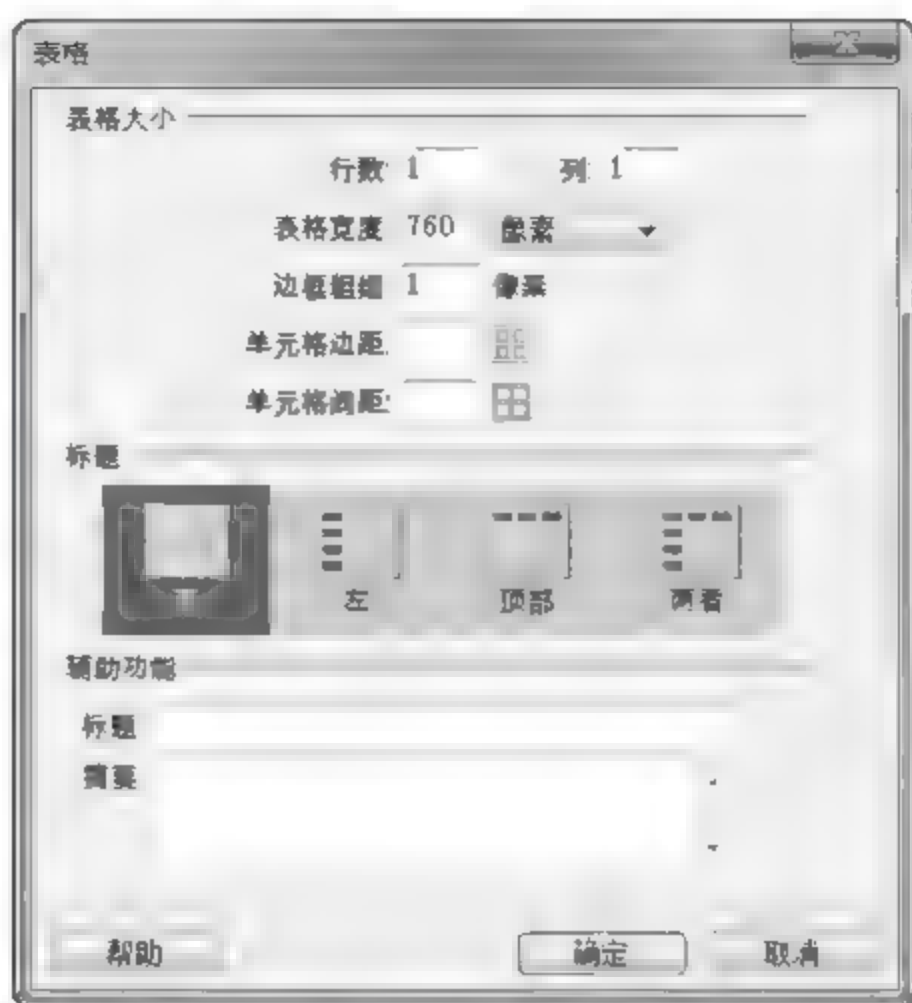 表格
表格大小
行数: 1 列: 1
表格宽度: 760 像素
边框粗细: 1 像素
单元格边距:
单元格间距:
标题
左 顶部 两者
辅助功能
标题:
摘要:
帮助 确定 取消